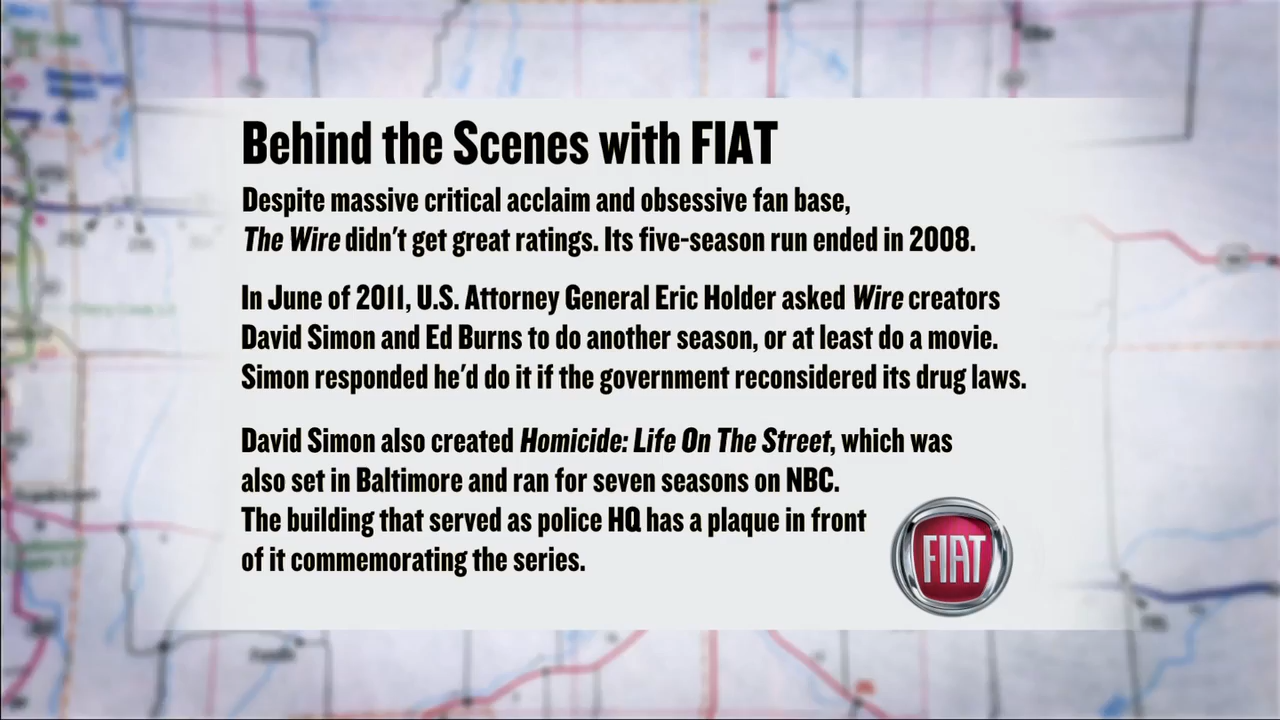 Behind the Scenes with FIAT
Despite massive critical acclaim and obsessive fan base,
The Wire didn't get great ratings. Its five-season run ended in 2008.
In June of 2011, U.S. Attorney General Eric Holder asked Wire creators
David Simon and Ed Burns to do another season, or at least do a movie.
Simon responded he'd do it if the government reconsidered its drug laws.
David Simon also created Homicide: Life On The Street, which was
also set in Baltimore and ran for seven seasons on NBC.
The building that served as police HQ has a plaque in front
of it commemorating the series.
FIAT